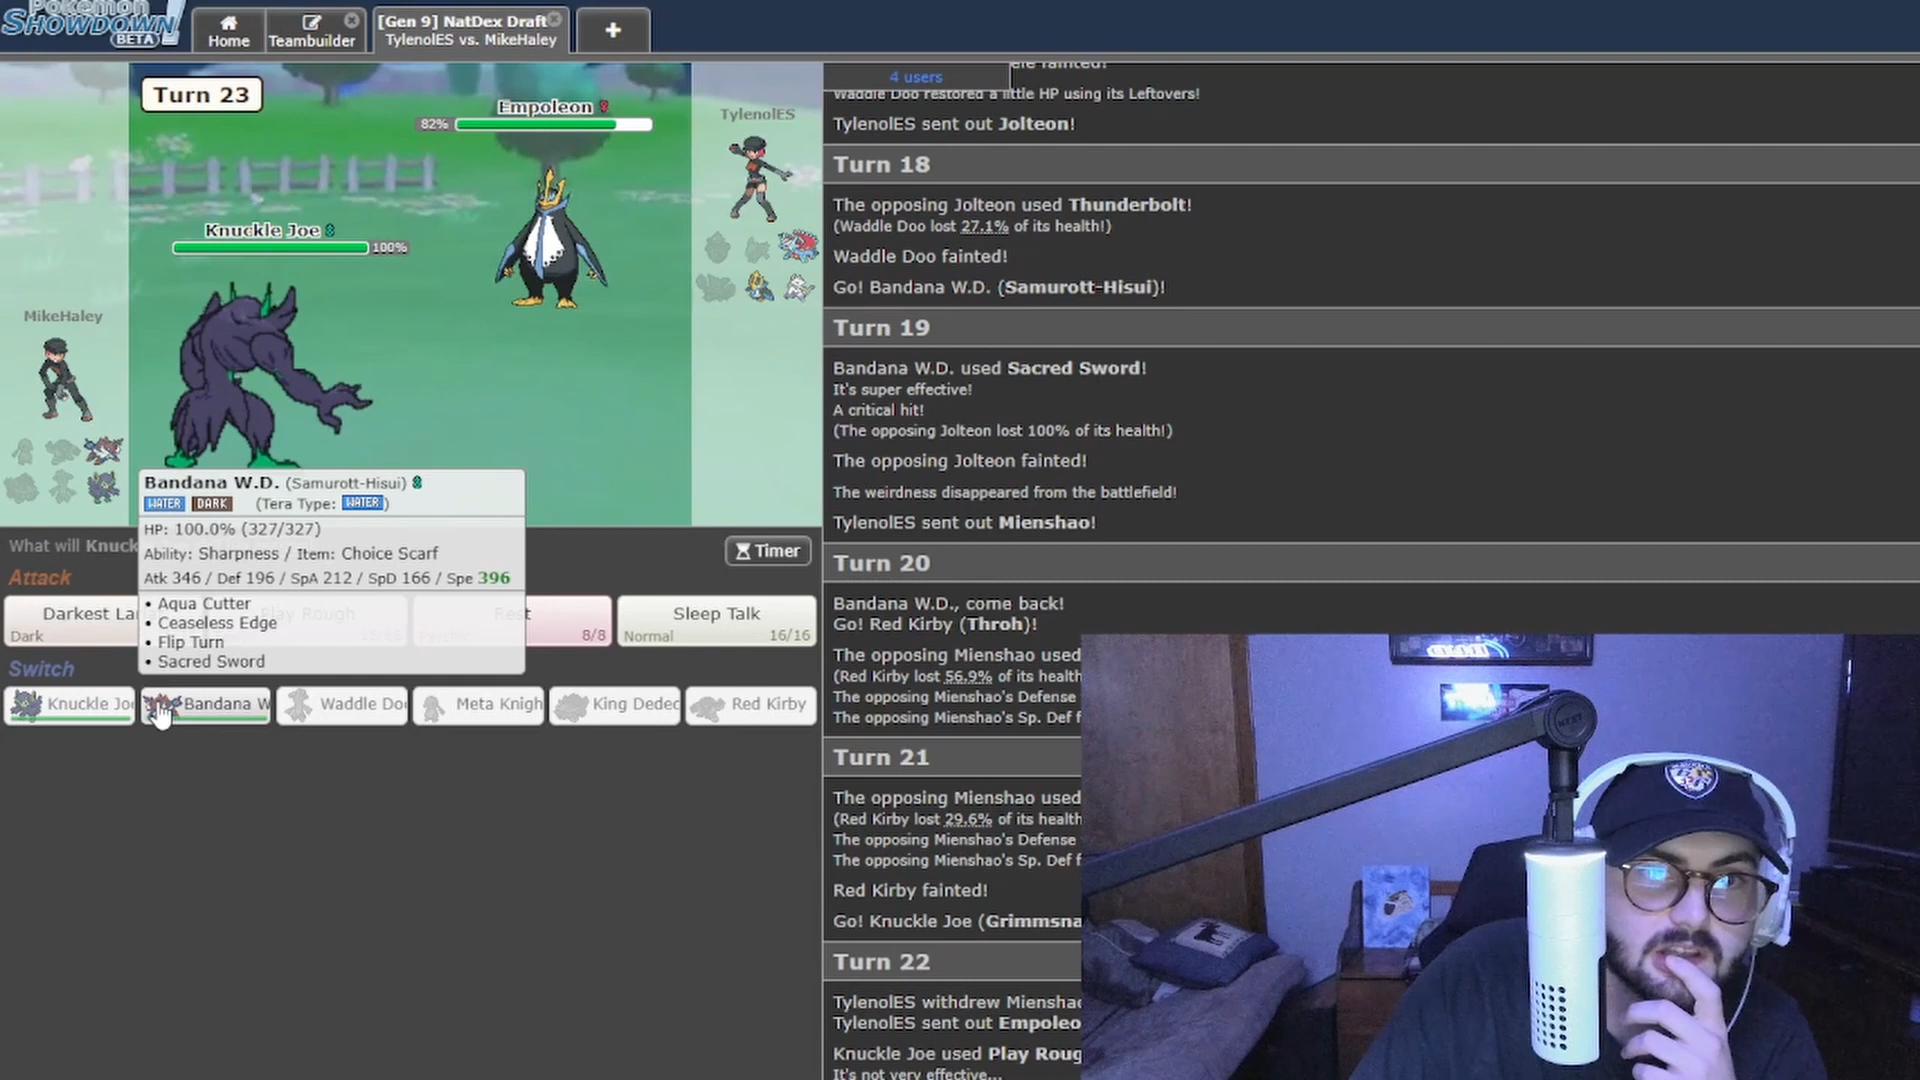 Pokémon
SHOWDOWN!
BETA
Home
Teambuilder
[Gen 9] NatDex Draft
TylenolES vs. MikeHaley
+
Turn 23
Empoleon
82%
TylenolES
Knuckle Joe
100%
MikeHaley
Bandana W.D. (Samurott-Hisui)
WATER DARK (Tera Type: WATER)
HP: 100.0% (327/327)
Ability: Sharpness / Item: Choice Scarf
Atk 346 / Def 196 / SpA 212 / SpD 166 / Spe 396
• Aqua Cutter
• Ceaseless Edge
• Flip Turn
• Sacred Sword
What will Knuck
Timer
Attack
Darkest La
Dark
Play Rough
Rest
8/8
Sleep Talk
Normal 16/16
Switch
Knuckle Joe
Bandana W
Waddle Doo
Meta Knigh
King Deded
Red Kirby
4 users
ele fainted!
Waddle Doo restored a little HP using its Leftovers!
TylenolES sent out Jolteon!
Turn 18
The opposing Jolteon used Thunderbolt!
(Waddle Doo lost 27.1% of its health!)
Waddle Doo fainted!
Go! Bandana W.D. (Samurott-Hisui)!
Turn 19
Bandana W.D. used Sacred Sword!
It's super effective!
A critical hit!
(The opposing Jolteon lost 100% of its health!)
The opposing Jolteon fainted!
The weirdness disappeared from the battlefield!
TylenolES sent out Mienshao!
Turn 20
Bandana W.D., come back!
Go! Red Kirby (Throh)!
The opposing Mienshao used
(Red Kirby lost 56.9% of its health
The opposing Mienshao's Defense
The opposing Mienshao's Sp. Def f
Turn 21
The opposing Mienshao used
(Red Kirby lost 29.6% of its health
The opposing Mienshao's Defense
The opposing Mienshao's Sp. Def f
Red Kirby fainted!
Go! Knuckle Joe (Grimmsna
Turn 22
TylenolES withdrew Mienshao
TylenolES sent out Empoleo
Knuckle Joe used Play Roug
It's not very effective...